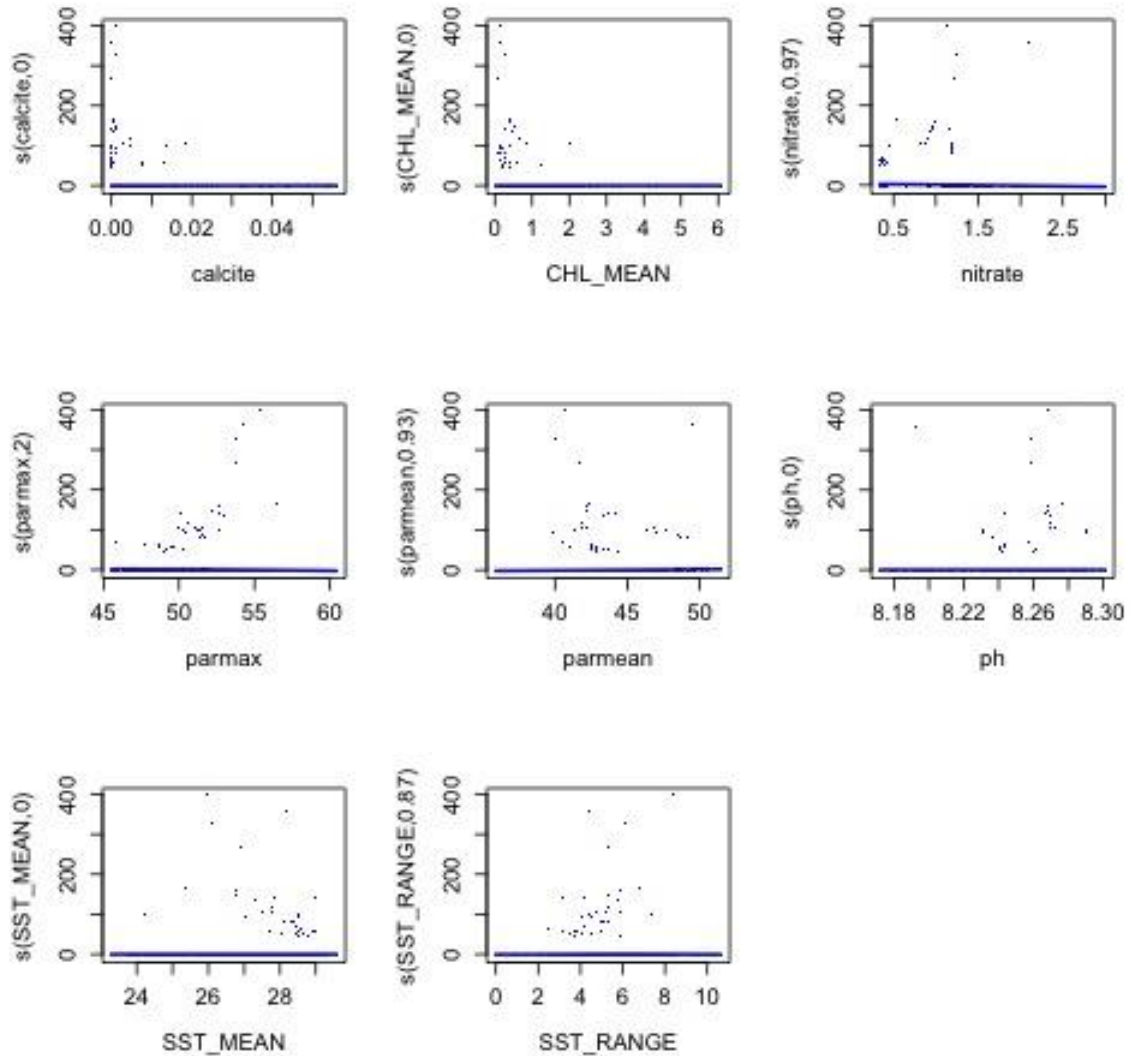 s(calcite,0)
400
200
0
0.00 0.02 0.04
calcite
s(CHL_MEAN,0)
400
200
0
0 1 2 3 4 5 6
CHL_MEAN
s(nitrate,0.97)
400
200
0
0.5 1.5 2.5
nitrate
s(parmax,2)
400
200
0
45 50 55 60
parmax
s(parmean,0.93)
400
200
0
40 45 50
parmean
s(ph,0)
400
200
0
8.18 8.22 8.26 8.30
ph
s(SST_MEAN,0)
400
200
0
24 26 28
SST_MEAN
s(SST_RANGE,0.87)
400
200
0
0 2 4 6 8 10
SST_RANGE